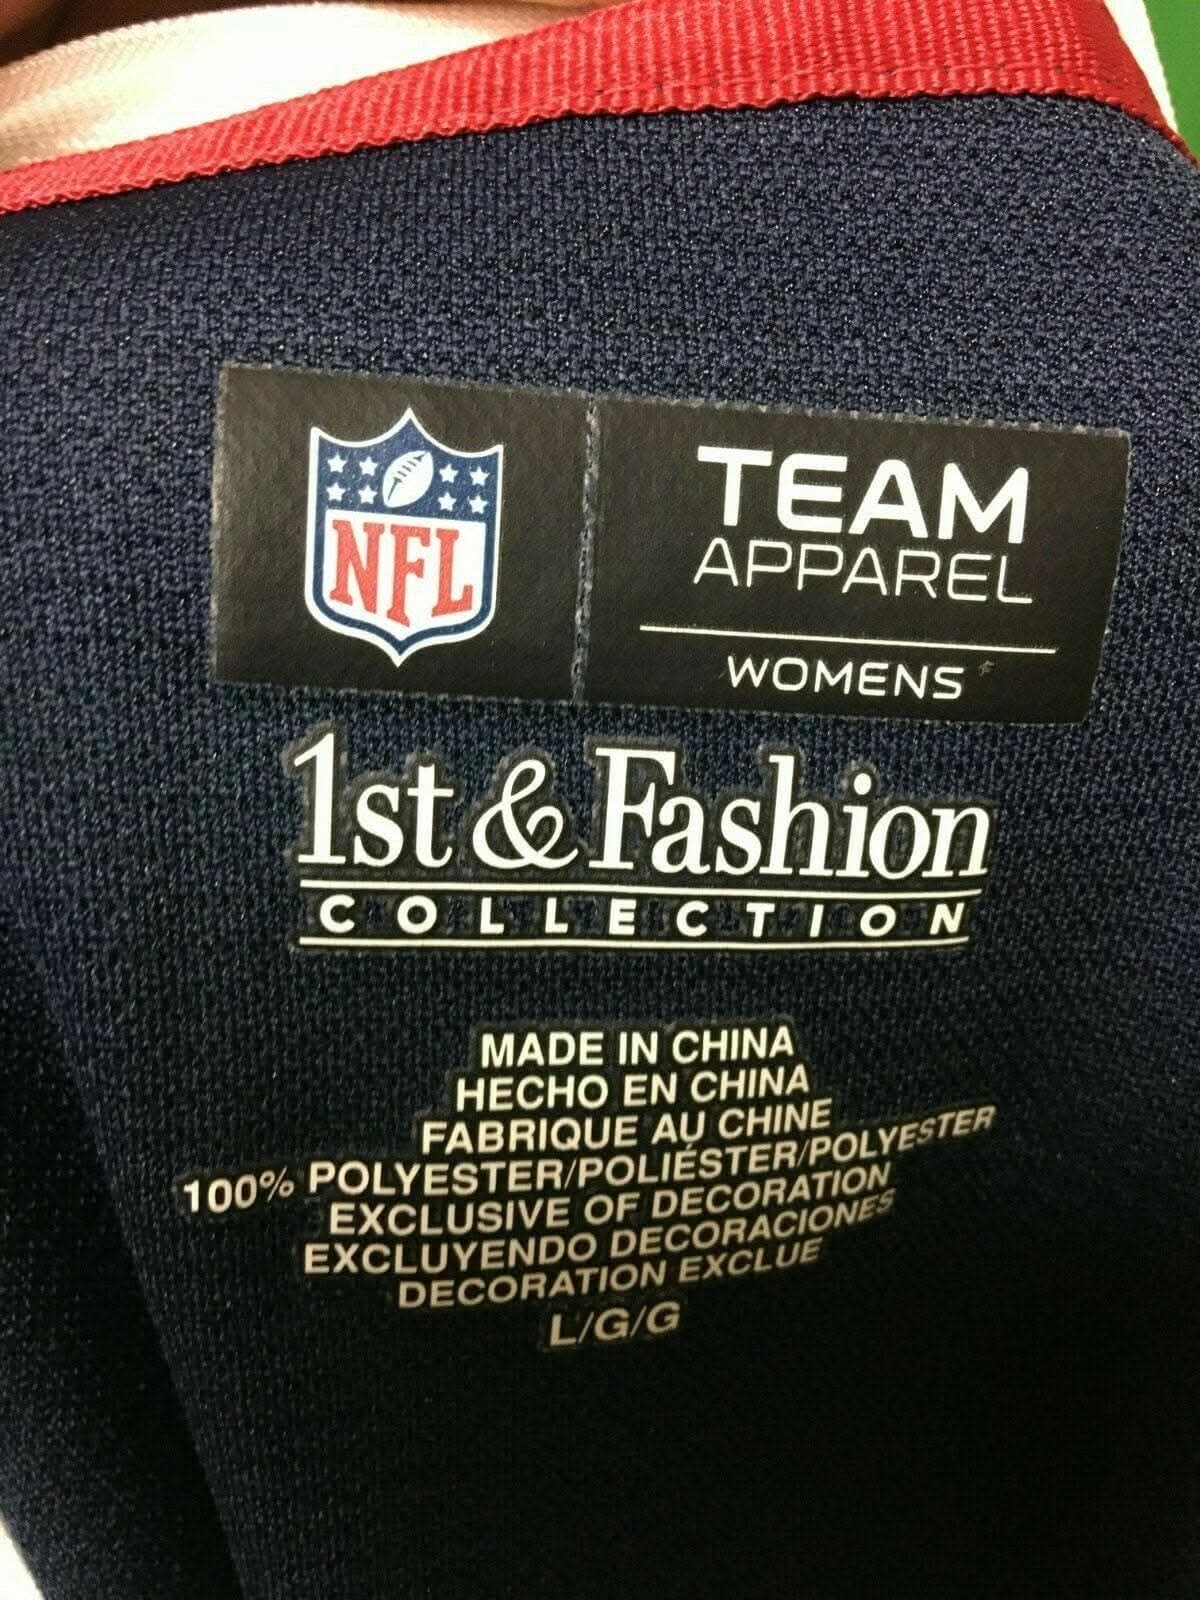 NFL
TEAM
APPAREL
WOMENS
1st & Fashion
COLLECTION
MADE IN CHINA
HECHO EN CHINA
FABRIQUE AU CHINE
100% POLYESTER/POLIÉSTER/POLYESTER
EXCLUSIVE OF DECORATION
EXCLUYENDO DECORACIONES
DECORATION EXCLUE
L/G/G